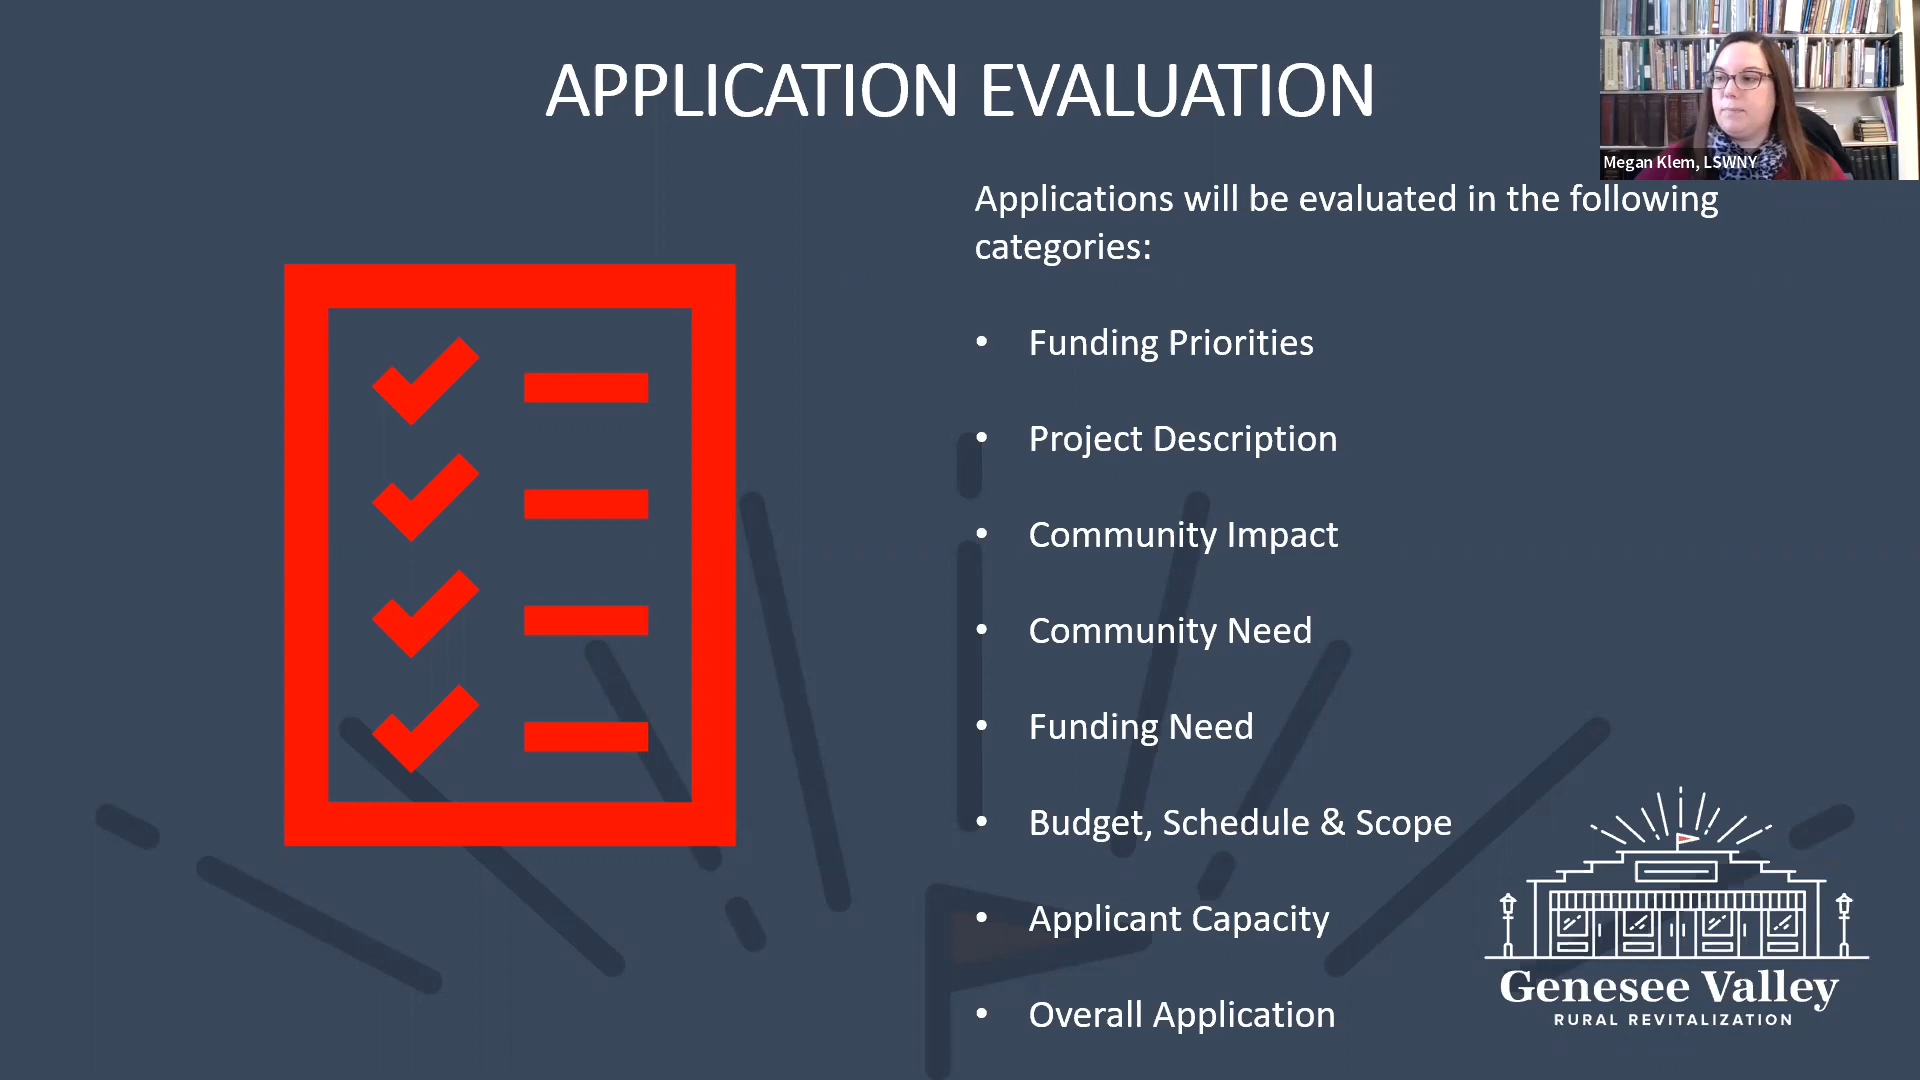 APPLICATION EVALUATION
Megan Klem, LSWNY
Applications will be evaluated in the following
categories:
• Funding Priorities
• Project Description
• Community Impact
• Community Need
• Funding Need
• Budget, Schedule & Scope
• Applicant Capacity
• Overall Application
Genesee Valley
RURAL REVITALIZATION